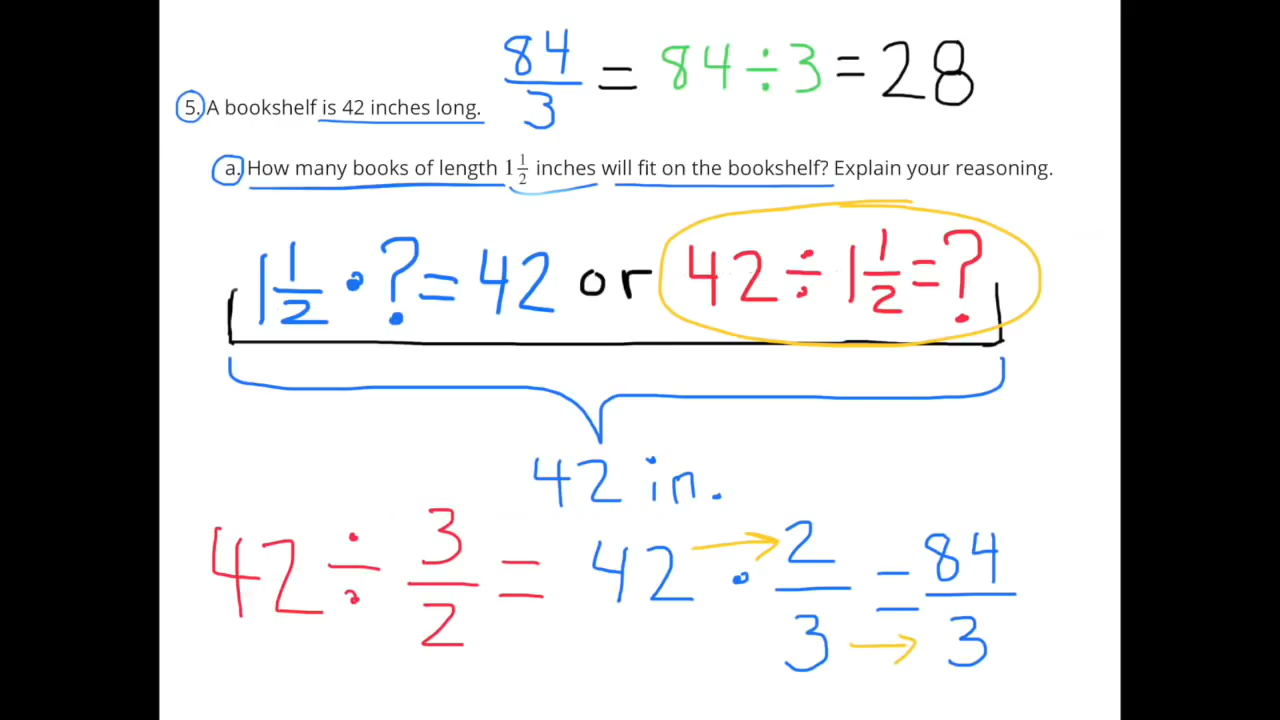 84/3 = 84 ÷ 3 = 28
5. A bookshelf is 42 inches long.
a. How many books of length 1 1/2 inches will fit on the bookshelf? Explain your reasoning.
1 1/2 · ? = 42 or 42 ÷ 1 1/2 = ?
42 in.
42 ÷ 3/2 = 42 · 2/3 = 84/3